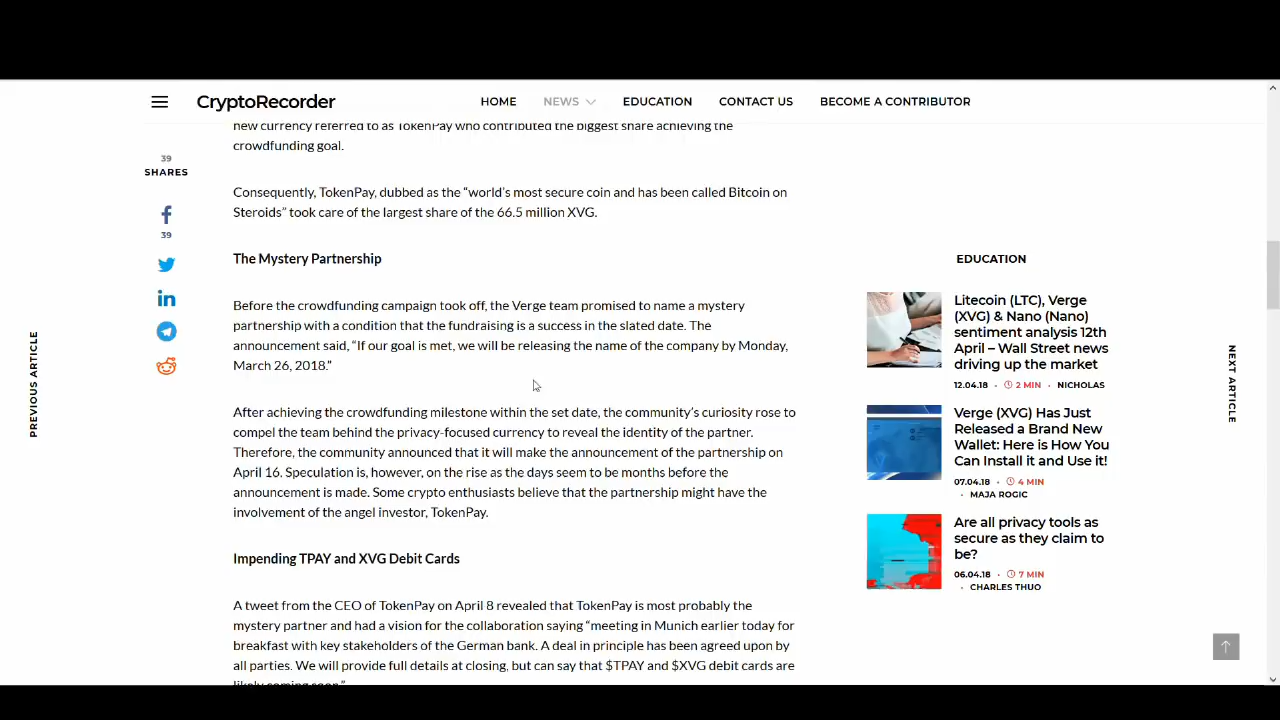 CryptoRecorder
HOME
NEWS
EDUCATION
CONTACT US
BECOME A CONTRIBUTOR
39
SHARES
39
PREVIOUS ARTICLE
new currency referred to as TokenPay who contributed the biggest share achieving the
crowdfunding goal.
Consequently, TokenPay, dubbed as the “world’s most secure coin and has been called Bitcoin on
Steroids” took care of the largest share of the 66.5 million XVG.
The Mystery Partnership
Before the crowdfunding campaign took off, the Verge team promised to name a mystery
partnership with a condition that the fundraising is a success in the slated date. The
announcement said, “If our goal is met, we will be releasing the name of the company by Monday,
March 26, 2018.”
After achieving the crowdfunding milestone within the set date, the community’s curiosity rose to
compel the team behind the privacy-focused currency to reveal the identity of the partner.
Therefore, the community announced that it will make the announcement of the partnership on
April 16. Speculation is, however, on the rise as the days seem to be months before the
announcement is made. Some crypto enthusiasts believe that the partnership might have the
involvement of the angel investor, TokenPay.
Impending TPAY and XVG Debit Cards
A tweet from the CEO of TokenPay on April 8 revealed that TokenPay is most probably the
mystery partner and had a vision for the collaboration saying “meeting in Munich earlier today for
breakfast with key stakeholders of the German bank. A deal in principle has been agreed upon by
all parties. We will provide full details at closing, but can say that $TPAY and $XVG debit cards are
likely coming soon.”
EDUCATION
Litecoin (LTC), Verge
(XVG) & Nano (Nano)
sentiment analysis 12th
April – Wall Street news
driving up the market
12.04.18 • 2 MIN • NICHOLAS
Verge (XVG) Has Just
Released a Brand New
Wallet: Here is How You
Can Install it and Use it!
07.04.18 • 4 MIN
• MAJA ROGIC
Are all privacy tools as
secure as they claim to
be?
06.04.18 • 7 MIN
• CHARLES THUO
NEXT ARTICLE